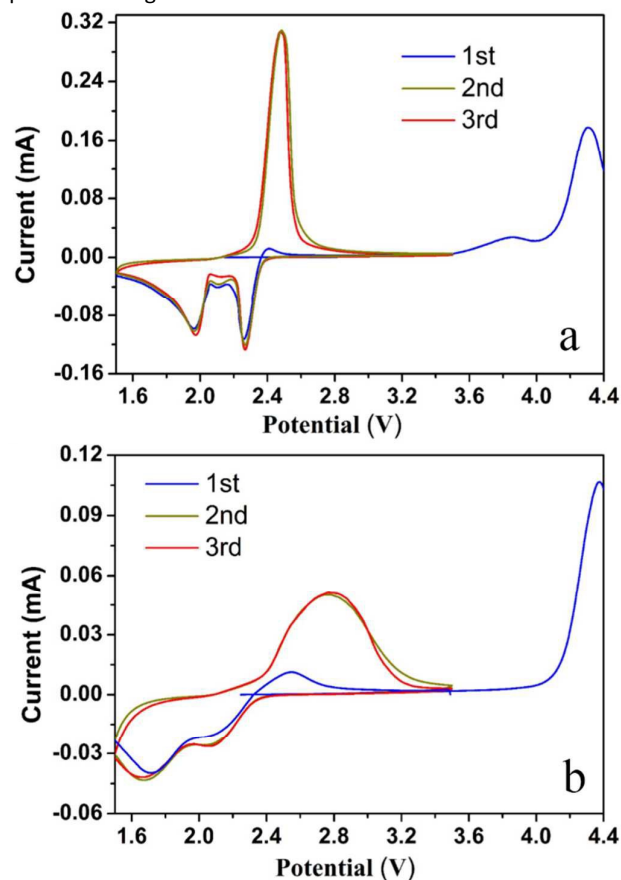 0.32
0.24
0.16
0.08
0.00
-0.08
-0.16
Current (mA)
1st
2nd
3rd
a
1.6 2.0 2.4 2.8 3.2 3.6 4.0 4.4
Potential (V)
0.12
0.09
0.06
0.03
0.00
-0.03
-0.06
Current (mA)
1st
2nd
3rd
b
1.6 2.0 2.4 2.8 3.2 3.6 4.0 4.4
Potential (V)